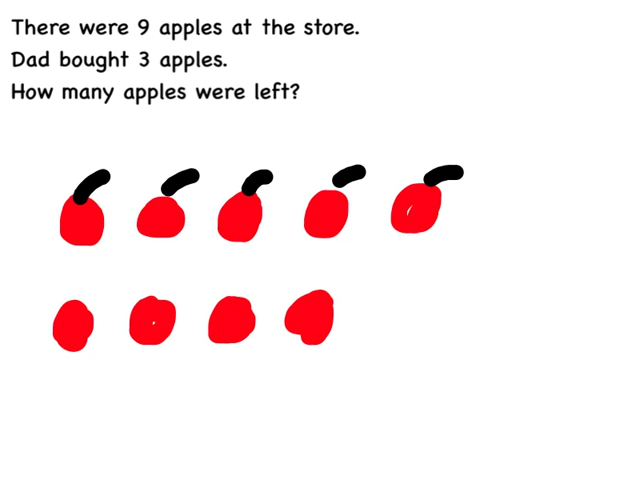 There were 9 apples at the store.
Dad bought 3 apples.
How many apples were left?